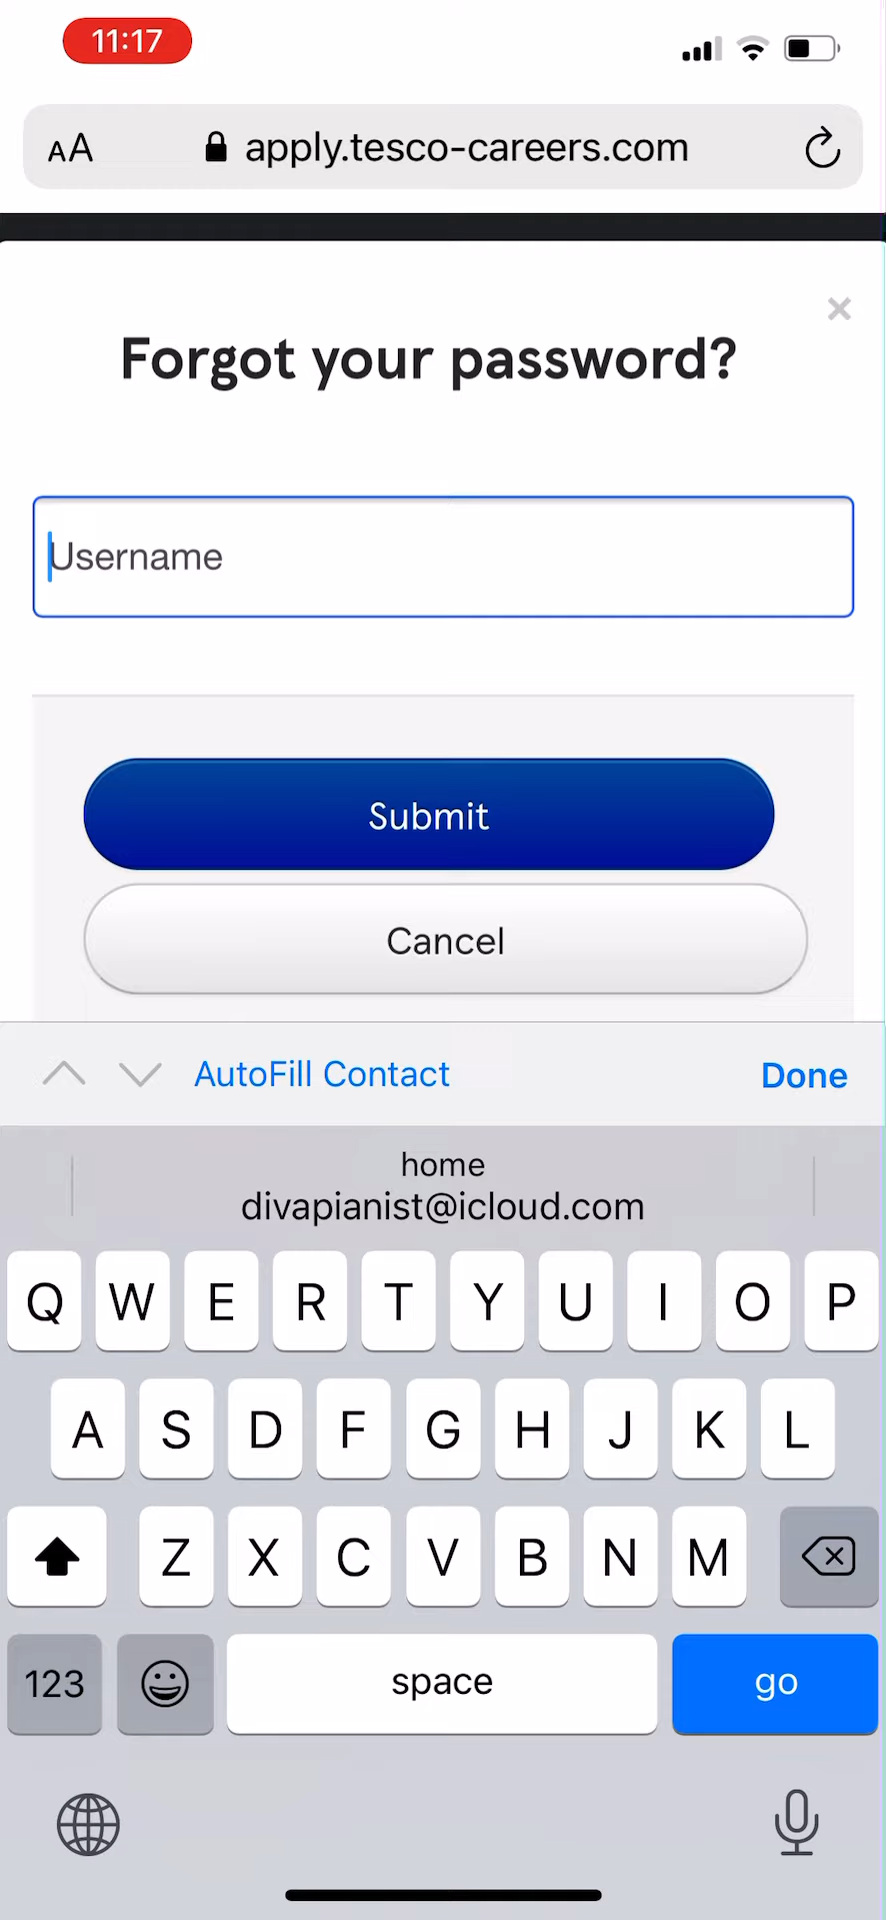 11:17
AA apply.tesco-careers.com
×
Forgot your password?
Username
Submit
Cancel
AutoFill Contact Done
home
divapianist@icloud.com
Q W E R T Y U I O P
A S D F G H J K L
Z X C V B N M
123 space go